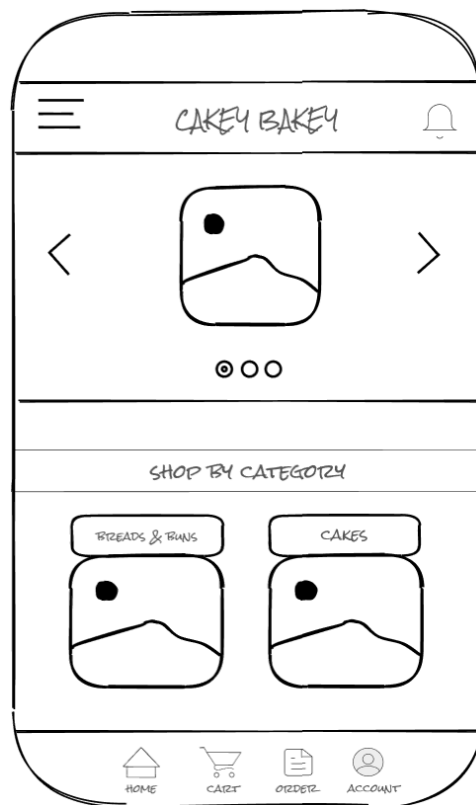 CAKEY BAKEY
SHOP BY CATEGORY
BREADS & BUNS
CAKES
HOME
CART
ORDER
ACCOUNT